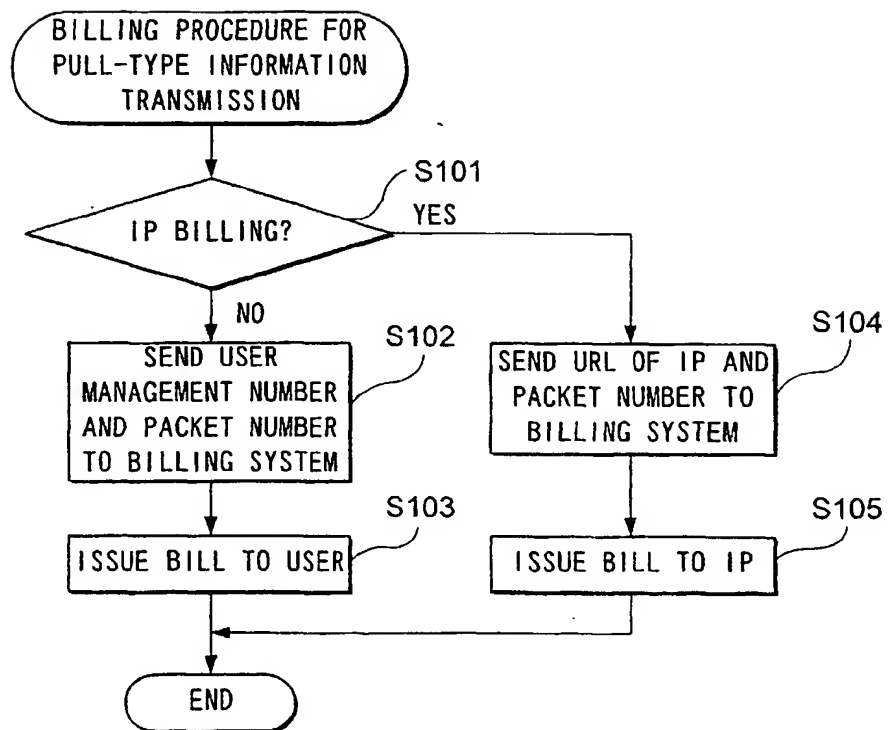 BILLING PROCEDURE FOR
PULL-TYPE INFORMATION
TRANSMISSION
S101
IP BILLING?
YES
NO
S102
SEND USER
MANAGEMENT NUMBER
AND PACKET NUMBER
TO BILLING SYSTEM
S104
SEND URL OF IP AND
PACKET NUMBER TO
BILLING SYSTEM
S103
ISSUE BILL TO USER
S105
ISSUE BILL TO IP
END